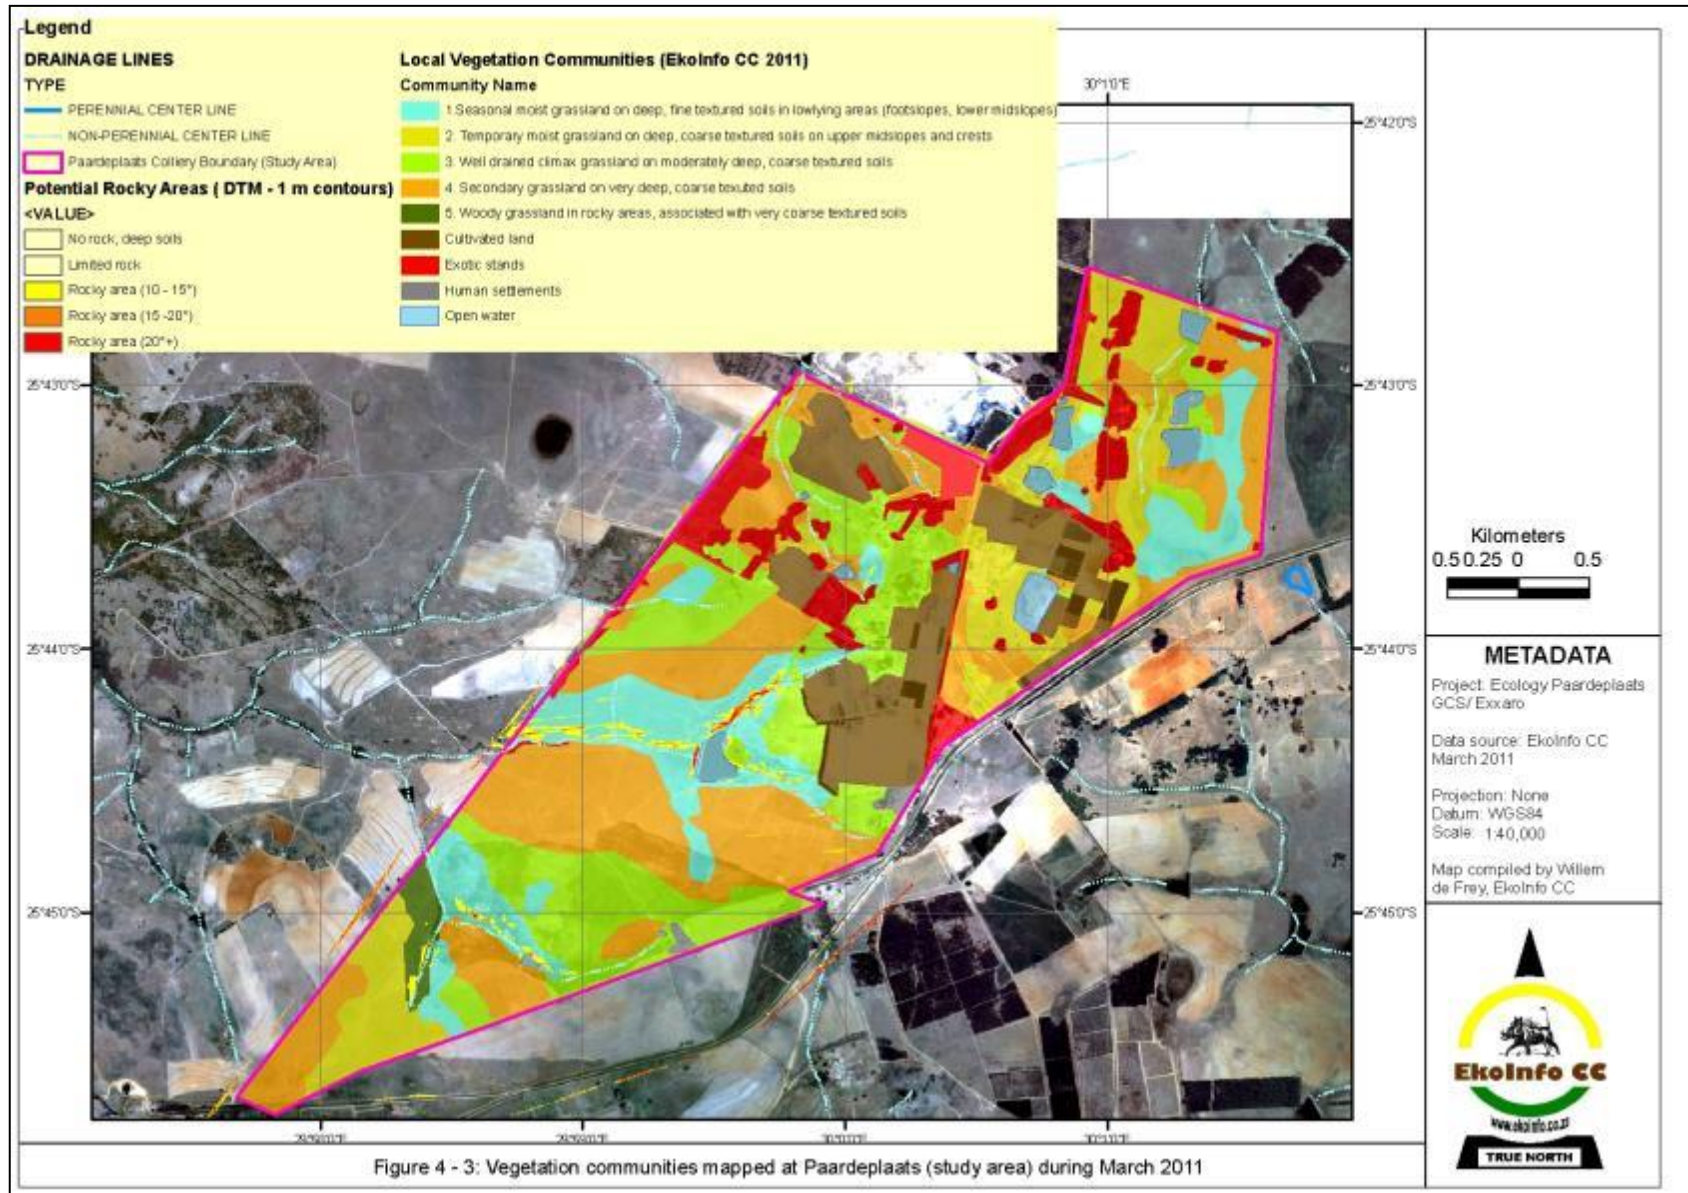 Legend
DRAINAGE LINES
TYPE
PERENNIAL CENTER LINE
NON-PERENNIAL CENTER LINE
Paardeplaats Colliery Boundary (Study Area)
Potential Rocky Areas ( DTM - 1 m contours)
<VALUE>
No rock, deep soils
Limited rock
Rocky area (10 - 15°)
Rocky area (15 -20°)
Rocky area (20°+)
Local Vegetation Communities (EkoInfo CC 2011)
Community Name
1.Seasonal moist grassland on deep, fine textured soils in lowlying areas (footslopes, lower midslopes)
2. Temporary moist grassland on deep, coarse textured soils on upper midslopes and crests
3. Well drained climax grassland on moderately deep, coarse textured soils
4. Secondary grassland on very deep, coarse texuted soils
5. Woody grassland in rocky areas, associated with very coarse textured soils
Cultivated land
Exotic stands
Human settlements
Open water
30°1'0"E
25°42'0"S
25°43'0"S
25°43'0"S
25°44'0"S
25°44'0"S
25°45'0"S
25°45'0"S
Kilometers
0.5 0.25 0 0.5
METADATA
Project: Ecology Paardeplaats
GCS/ Exxaro
Data source: EkoInfo CC
March 2011
Projection: None
Datum: WGS84
Scale: 1:40,000
Map compiled by Willem
de Frey, EkoInfo CC
EkoInfo CC
www.ekoinfo.co.za
TRUE NORTH
Figure 4 - 3: Vegetation communities mapped at Paardeplaats (study area) during March 2011